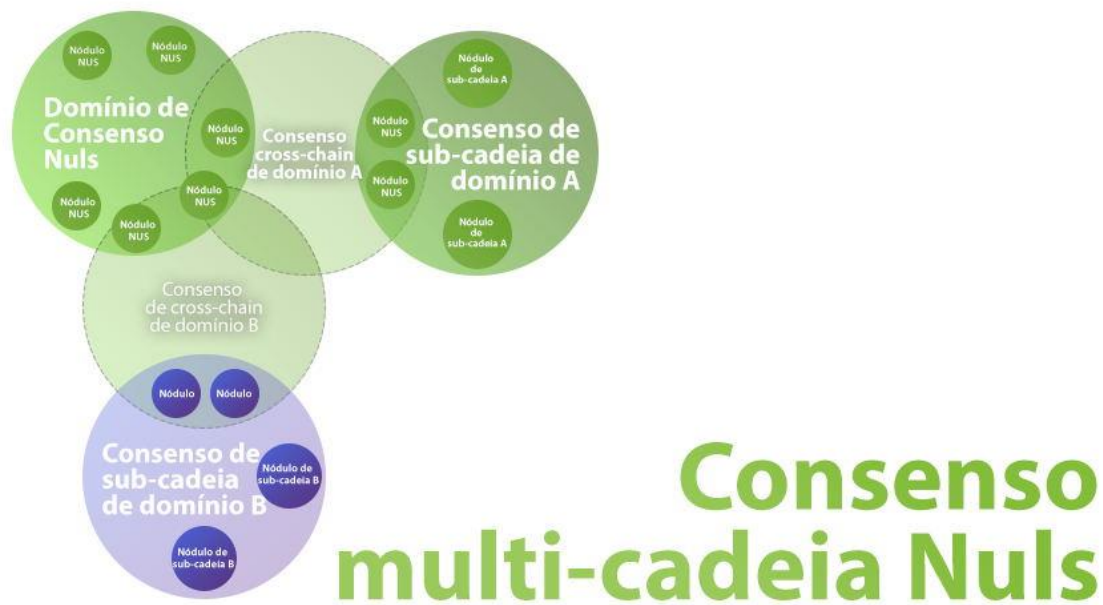 Nódulo
NUS
Nódulo
NUS
Domínio de
Consenso
Nuls
Nódulo
NUS
Nódulo
NUS
Nódulo
NUS
Nódulo
NUS
Consenso
cross-chain
de domínio A
Nódulo
NUS
Nódulo
NUS
Nódulo
de
sub-cadeia A
Consenso de
sub-cadeia de
domínio A
Nódulo
de
sub-cadeia A
Consenso
de cross-chain
de domínio B
Nódulo
Nódulo
Consenso de
sub-cadeia
de domínio B
Nódulo de
sub-cadeia B
Nódulo de
sub-cadeia B
Consenso
multi-cadeia Nuls